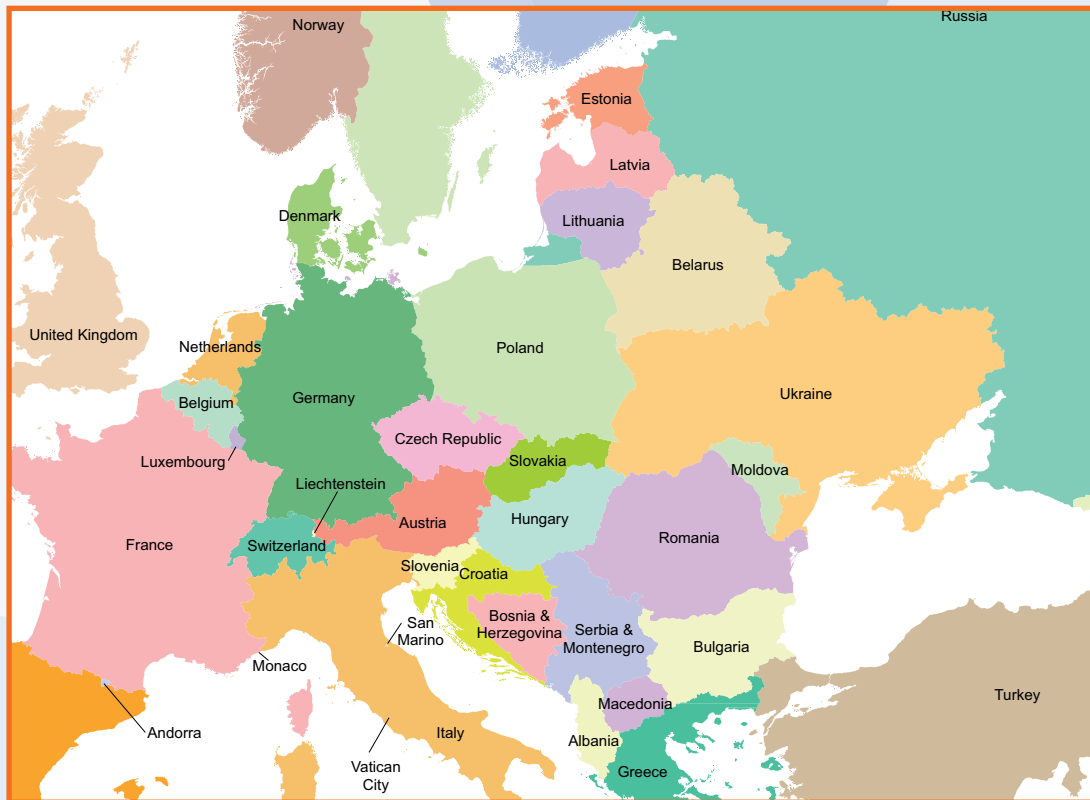 Russia
Norway
Estonia
Latvia
Denmark
Lithuania
Belarus
United Kingdom
Netherlands
Poland
Ukraine
Germany
Belgium
Czech Republic
Luxembourg
Slovakia
Moldova
Liechtenstein
Austria
Hungary
France
Switzerland
Romania
Slovenia
Croatia
San
Marino
Bosnia &
Herzegovina
Serbia &
Montenegro
Bulgaria
Monaco
Turkey
Macedonia
Andorra
Italy
Albania
Vatican
City
Greece